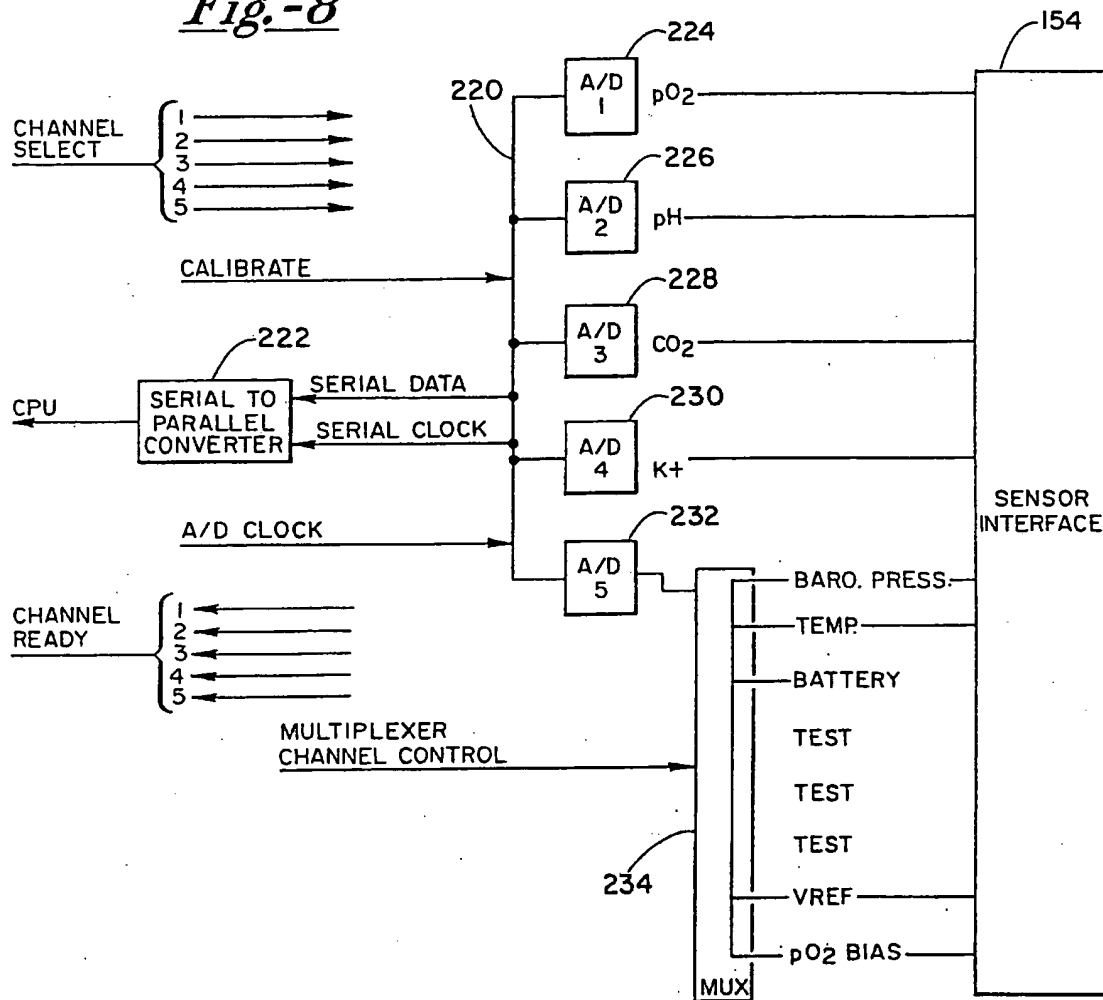 Fig.-8
154
224
A/D
1
pO2
220
CHANNEL
SELECT
1
2
3
4
5
226
A/D
2
pH
CALIBRATE
228
A/D
3
CO2
222
SERIAL TO
PARALLEL
CONVERTER
CPU
SERIAL DATA
SERIAL CLOCK
230
A/D
4
K+
SENSOR
INTERFACE
A/D CLOCK
232
A/D
5
CHANNEL
READY
1
2
3
4
5
BARO. PRESS.
TEMP.
BATTERY
MULTIPLEXER
CHANNEL CONTROL
TEST
TEST
TEST
234
VREF
pO2 BIAS
MUX